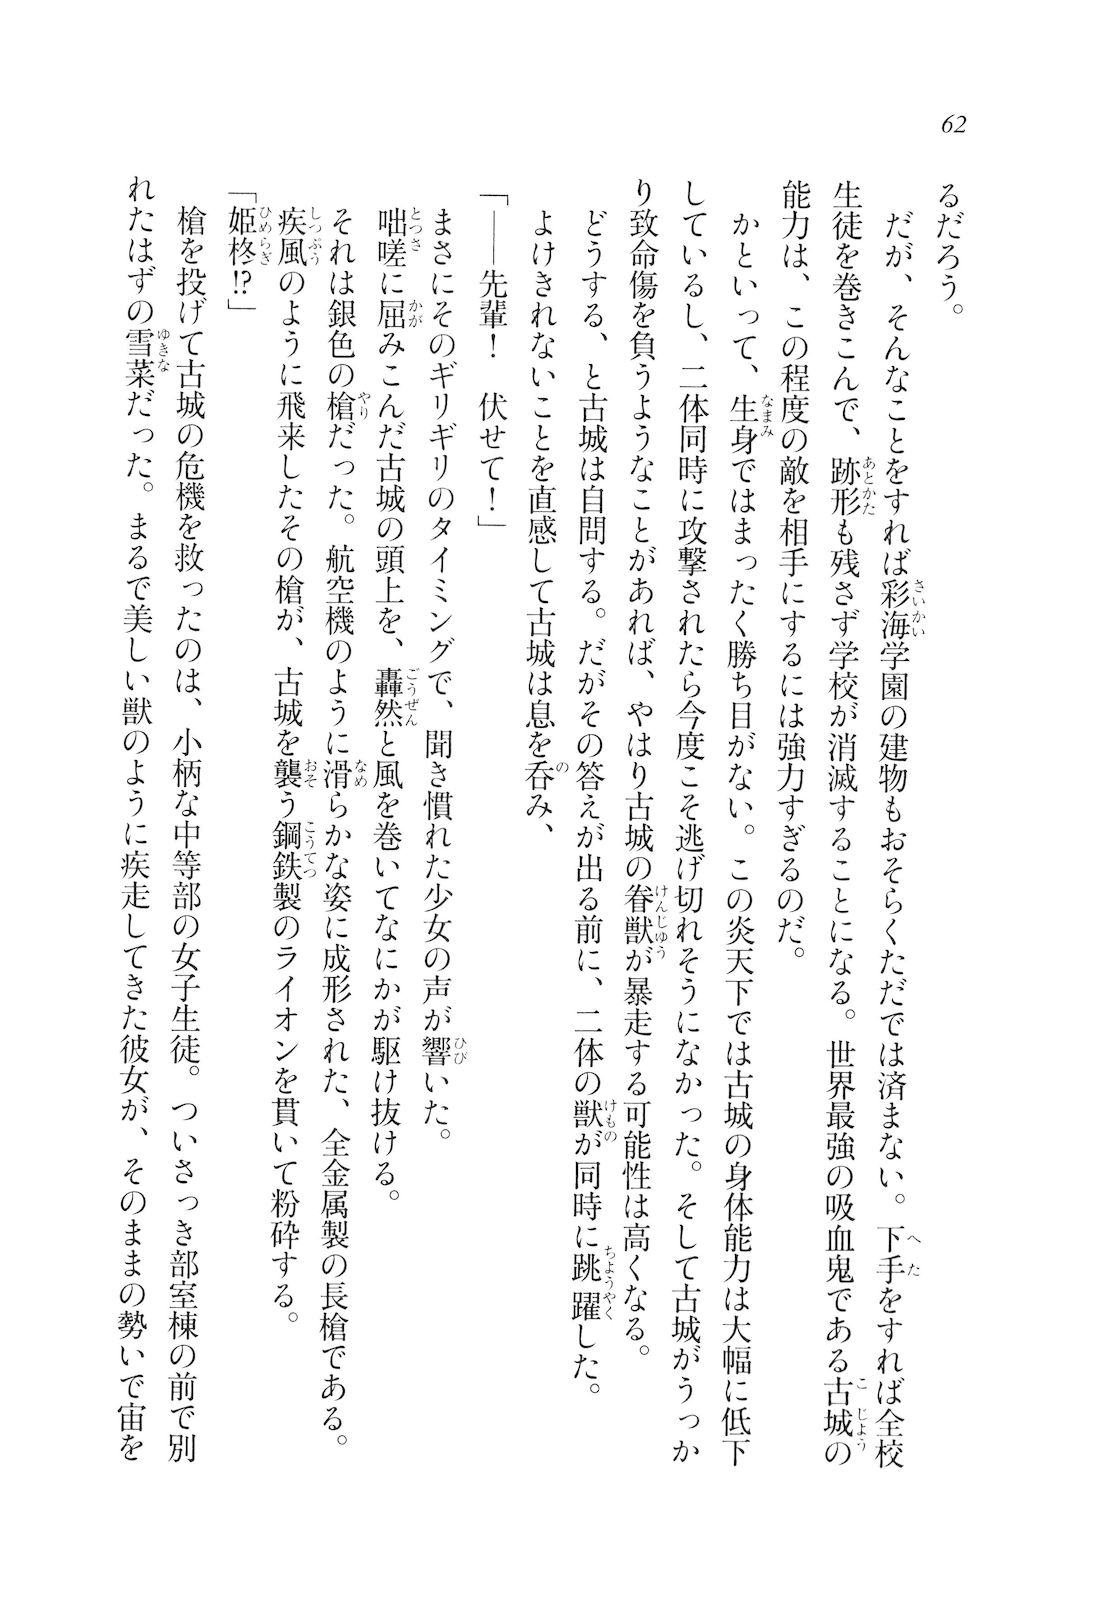 62
るだろう。
　だが、そんなことをすれば彩海学園の建物もおそらくただでは済まない。下手をすれば全校
生徒を巻きこんで、跡形も残さず学校が消滅することになる。世界最強の吸血鬼である古城の
能力は、この程度の敵を相手にするには強力すぎるのだ。
　かといって、生身ではまったく勝ち目がない。この炎天下では古城の身体能力は大幅に低下
しているし、二体同時に攻撃されたら今度こそ逃げ切れそうになかった。そして古城がうっか
り致命傷を負うようなことがあれば、やはり古城の眷獣が暴走する可能性は高くなる。
　どうする、と古城は自問する。だがその答えが出る前に、二体の獣が同時に跳躍した。
　よけきれないことを直感して古城は息を呑み、
「――先輩！　伏せて！」
　まさにそのギリギリのタイミングで、聞き慣れた少女の声が響いた。
　咄嗟に屈みこんだ古城の頭上を、轟然と風を巻いてなにかが駆け抜ける。
　それは銀色の槍だった。航空機のように滑らかな姿に成形された、全金属製の長槍である。
　疾風のように飛来したその槍が、古城を襲う鋼鉄製のライオンを貫いて粉砕する。
「姫柊!?」
　槍を投げて古城の危機を救ったのは、小柄な中等部の女子生徒。ついさっき部室棟の前で別
れたはずの雪菜だった。まるで美しい獣のように疾走してきた彼女が、そのままの勢いで宙を